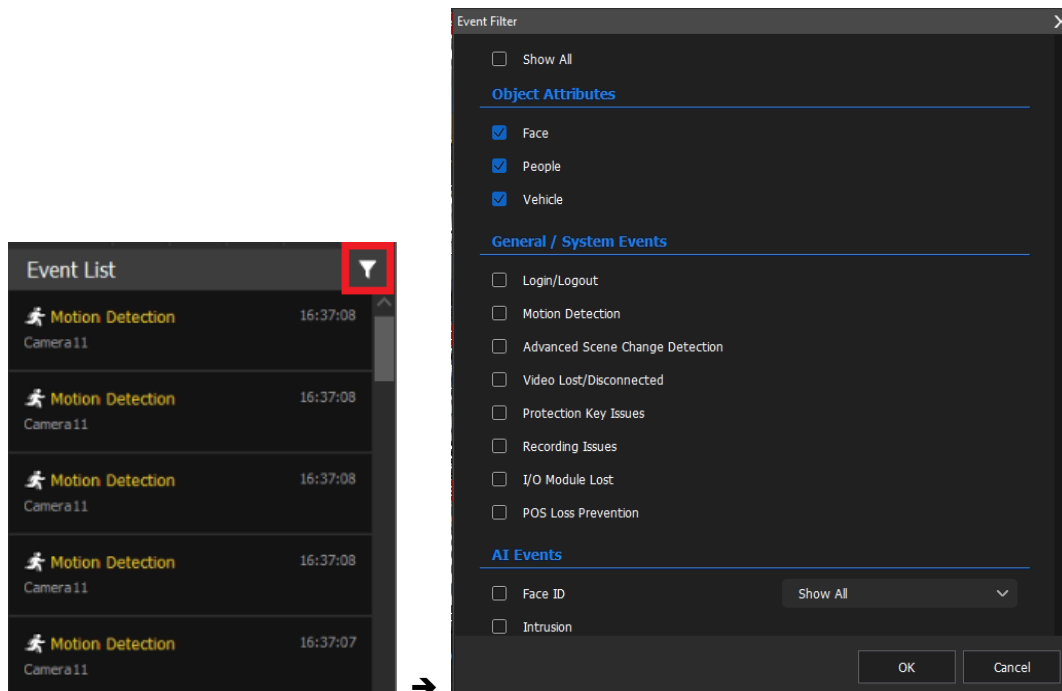 Event List
Motion Detection 16:37:08
Camera11
Motion Detection 16:37:08
Camera11
Motion Detection 16:37:08
Camera11
Motion Detection 16:37:08
Camera11
Motion Detection 16:37:07
Camera11
➔
Event Filter
Show All
Object Attributes
Face
People
Vehicle
General / System Events
Login/Logout
Motion Detection
Advanced Scene Change Detection
Video Lost/Disconnected
Protection Key Issues
Recording Issues
I/O Module Lost
POS Loss Prevention
AI Events
Face ID Show All
Intrusion
OK Cancel